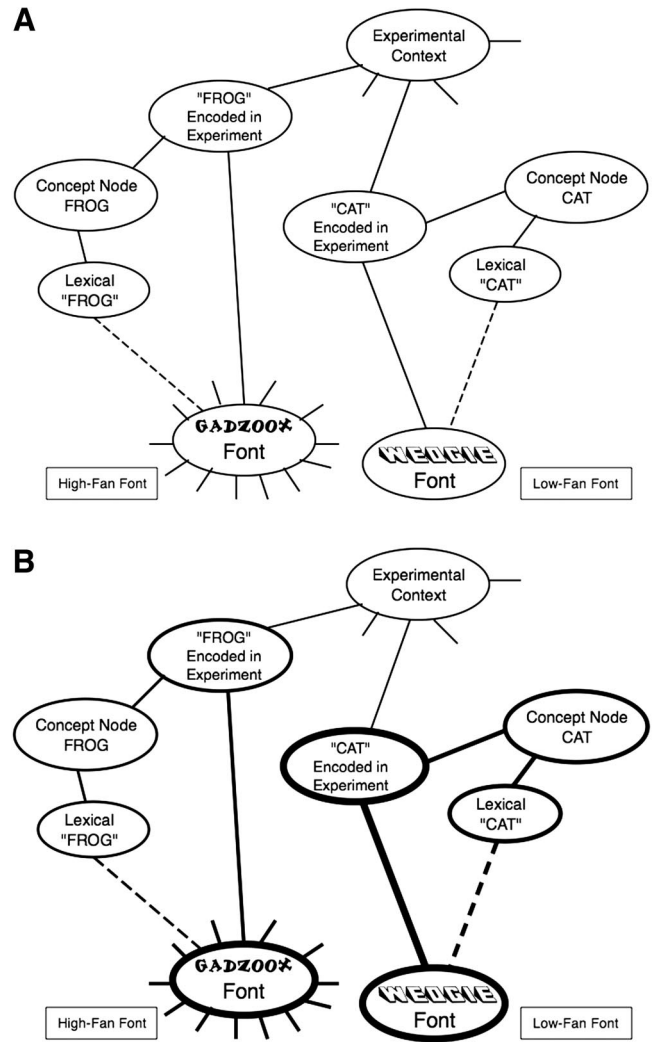 A
Experimental
Context
"FROG"
Encoded in
Experiment
Concept Node
FROG
"CAT"
Encoded in
Experiment
Concept Node
CAT
Lexical
"FROG"
Lexical
"CAT"
GADZOOX
Font
WEDGIE
Font
High-Fan Font
Low-Fan Font
B
Experimental
Context
"FROG"
Encoded in
Experiment
Concept Node
FROG
"CAT"
Encoded in
Experiment
Concept Node
CAT
Lexical
"FROG"
Lexical
"CAT"
GADZOOX
Font
WEDGIE
Font
High-Fan Font
Low-Fan Font